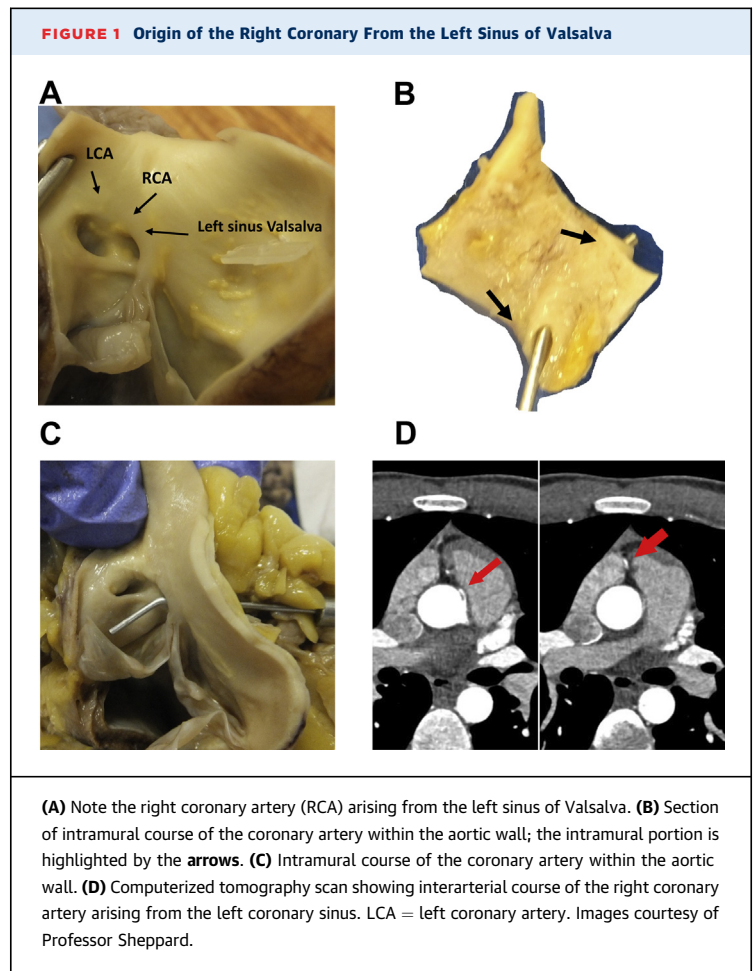 FIGURE 1 Origin of the Right Coronary From the Left Sinus of Valsalva
A
LCA
RCA
Left sinus Valsalva
B
C
D
(A) Note the right coronary artery (RCA) arising from the left sinus of Valsalva. (B) Section
of intramural course of the coronary artery within the aortic wall; the intramural portion is
highlighted by the arrows. (C) Intramural course of the coronary artery within the aortic
wall. (D) Computerized tomography scan showing interarterial course of the right coronary
artery arising from the left coronary sinus. LCA = left coronary artery. Images courtesy of
Professor Sheppard.